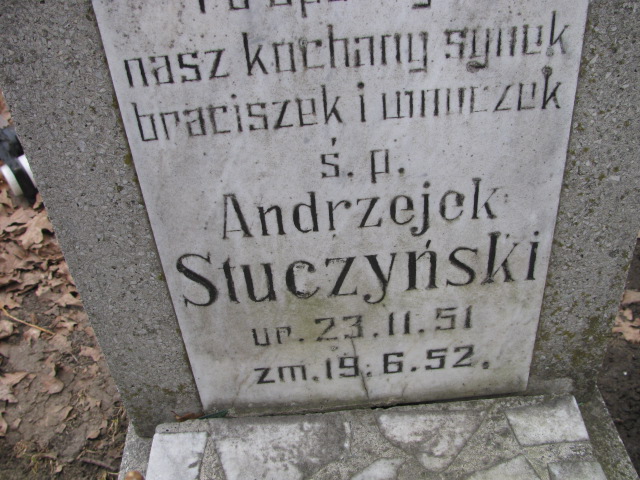 nasz kochany synek
braciszek i wnuczek
ś. p.
Andrzejek
Stuczyński
ur. 23.11.51
zm. 19.6.52.